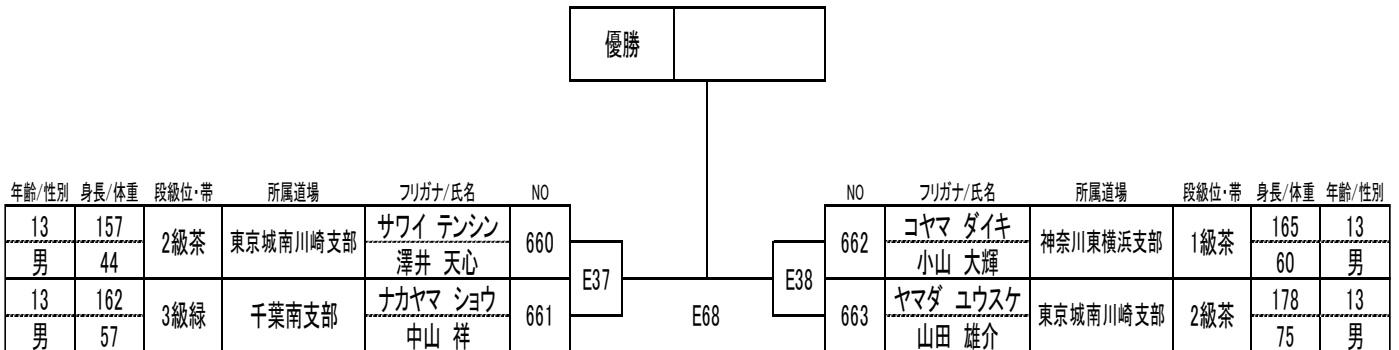 優勝
年齢/性別 身長/体重 段級位・帯 所属道場 フリガナ/氏名 NO
13 157 2級茶 東京城南川崎支部 サワイ テンシン 660
男 44 澤井 天心
13 162 3級緑 千葉南支部 ナカヤマ ショウ 661
男 57 中山 祥
E37
E68
E38
NO フリガナ/氏名 所属道場 段級位・帯 身長/体重 年齢/性別
662 コヤマ ダイキ 神奈川東横浜支部 1級茶 165 13
小山 大輝 60 男
663 ヤマダ ユウスケ 東京城南川崎支部 2級茶 178 13
山田 雄介 75 男